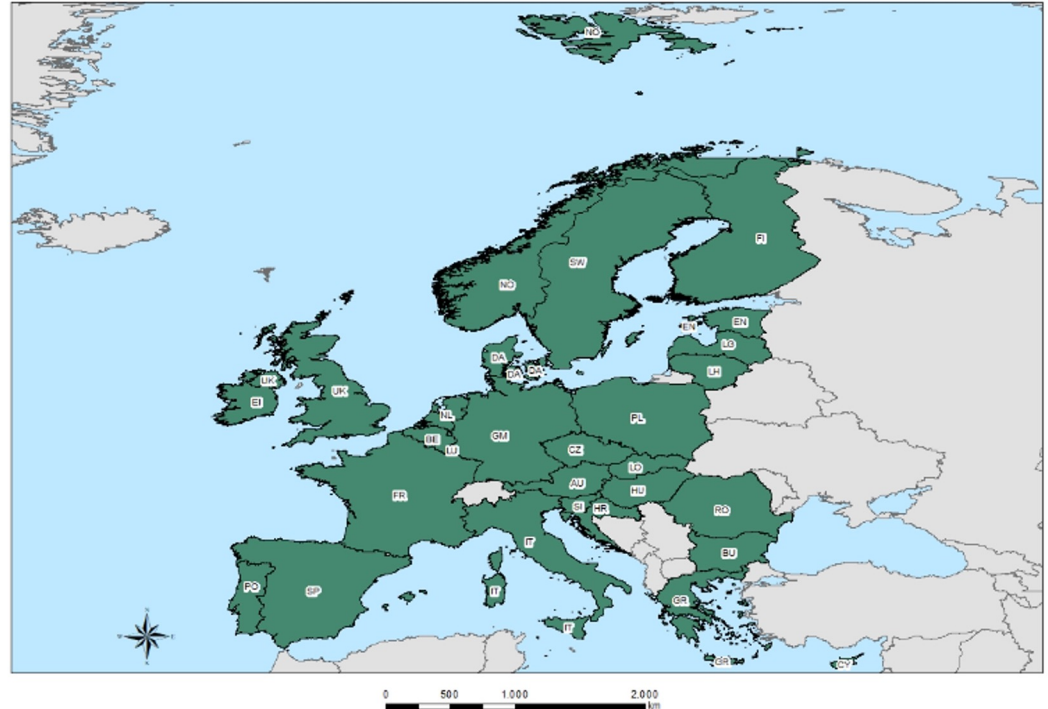 NO
FI
SW
NO
EN
EN
LG
DA
DA
DA
LH
UK
UK
EI
NL
PL
GM
BE
LU
CZ
LO
AU
HU
FR
SI
HR
RO
IT
BU
PO
SP
IT
GR
IT
GR
CY
0 500 1.000 2.000
km